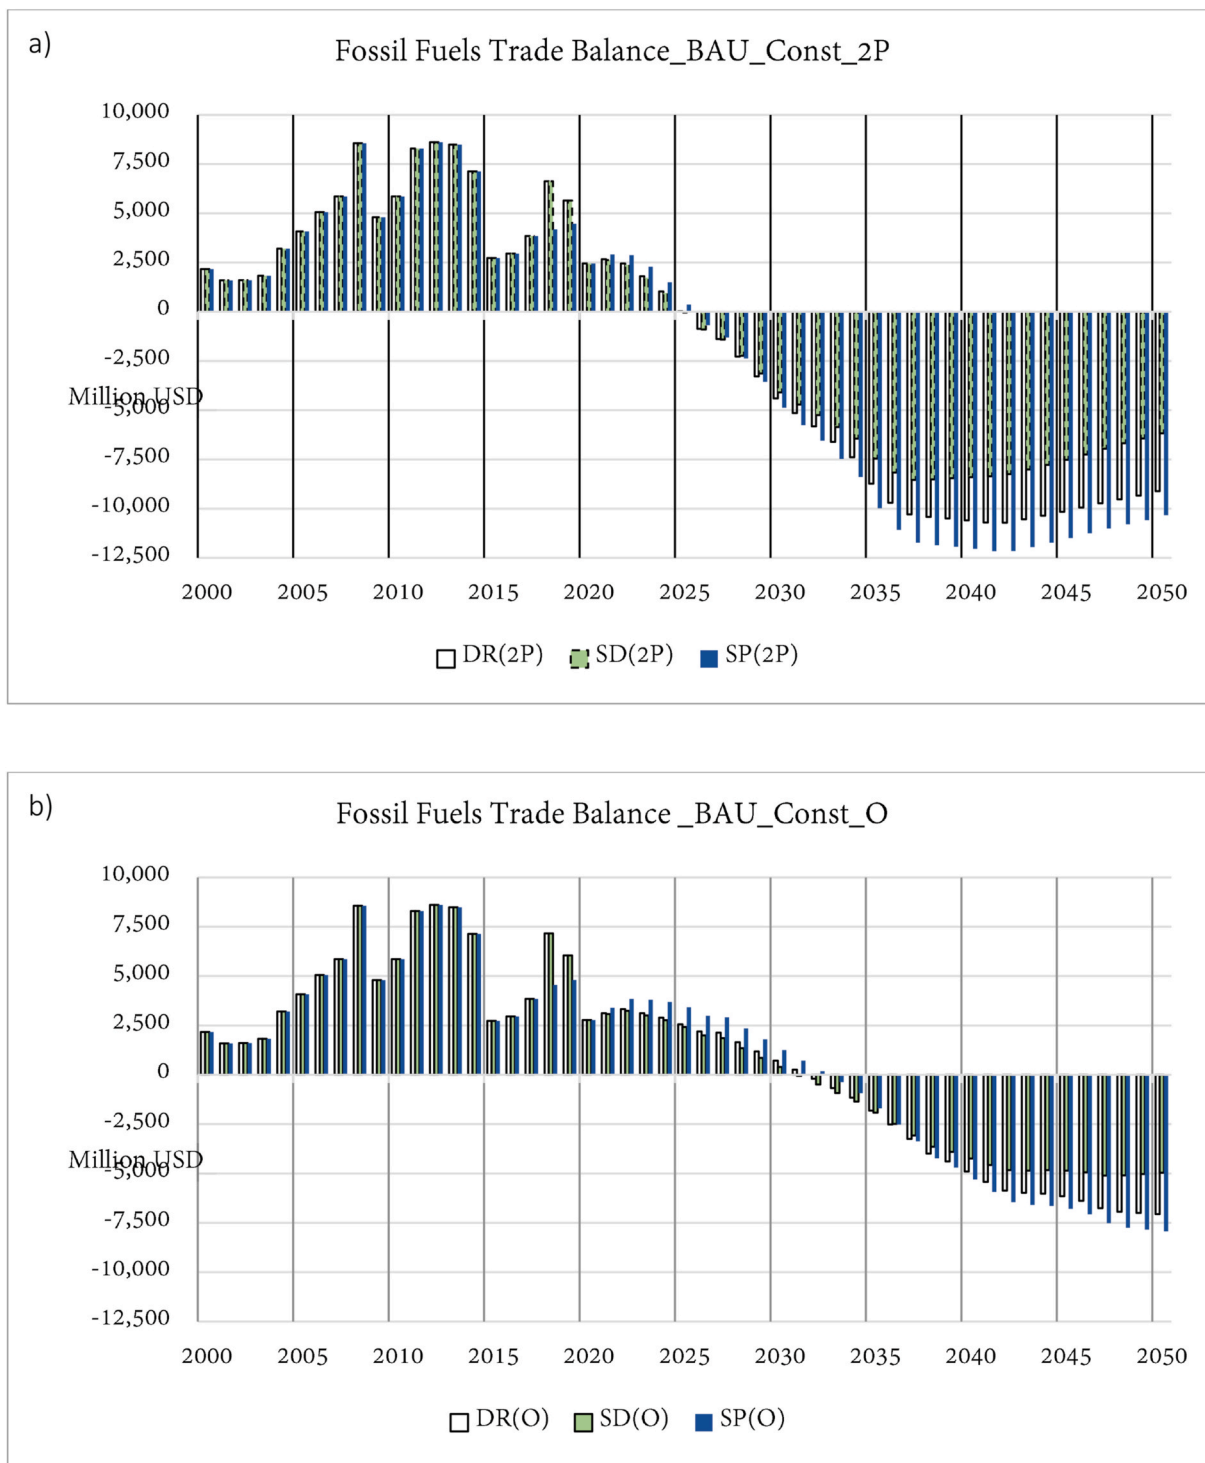 a)
Fossil Fuels Trade Balance_BAU_Const_2P
10,000
7,500
5,000
2,500
0
-2,500
Million USD
-5,000
-7,500
-10,000
-12,500
2000 2005 2010 2015 2020 2025 2030 2035 2040 2045 2050
DR(2P) SD(2P) SP(2P)
b)
Fossil Fuels Trade Balance _BAU_Const_O
10,000
7,500
5,000
2,500
0
-2,500
Million USD
-5,000
-7,500
-10,000
-12,500
2000 2005 2010 2015 2020 2025 2030 2035 2040 2045 2050
DR(O) SD(O) SP(O)